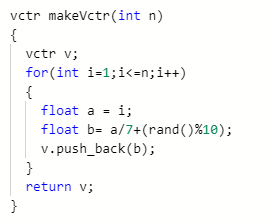 vctr makeVctr(int n)
{
vctr v;
for(int i=1;i<=n;i++)
{
float a = i;
float b= a/7+(rand()%10);
v.push_back(b);
}
return v;
}